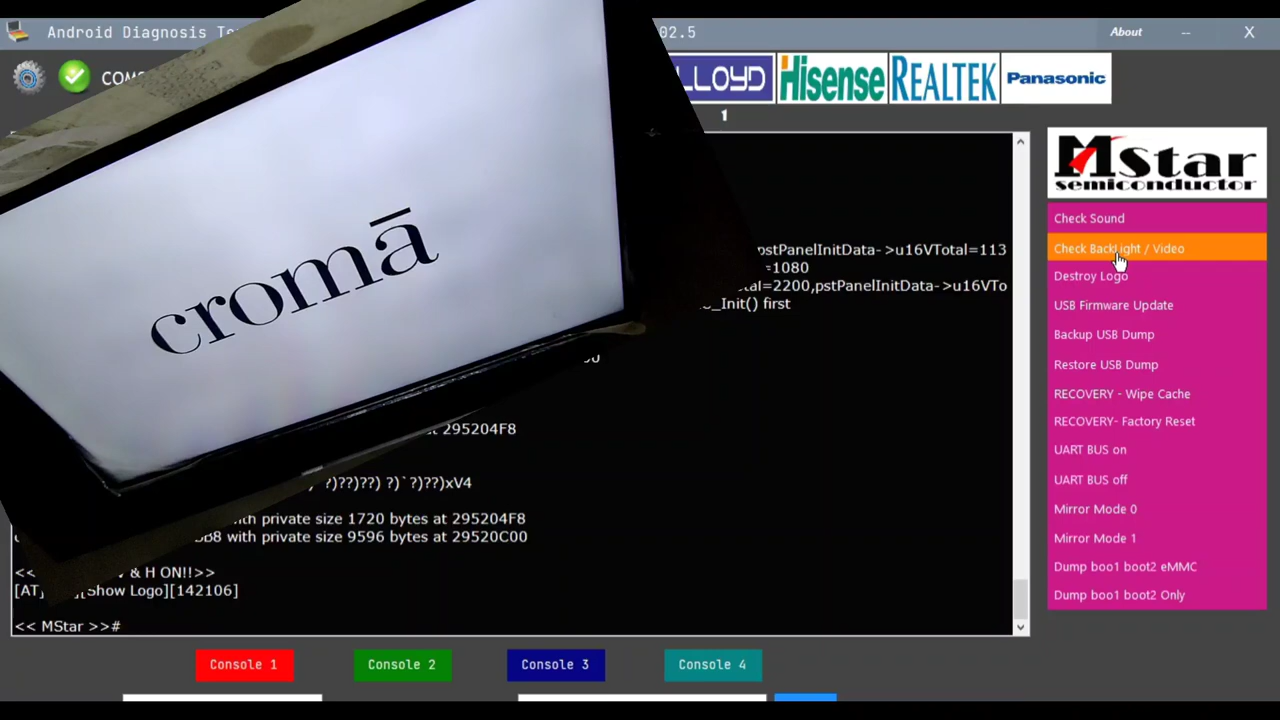 Android Diagnosis
02.5
About
--
X
LLOYD
Hisense
REALTEK
Panasonic
1
cromā
MStar
semiconductor
Check Sound
Check BackLight / Video
Destroy Logo
USB Firmware Update
Backup USB Dump
Restore USB Dump
RECOVERY - Wipe Cache
RECOVERY- Factory Reset
UART BUS on
UART BUS off
Mirror Mode 0
Mirror Mode 1
Dump boo1 boot2 eMMC
Dump boo1 boot2 Only
pstPanelInitData->u16VTotal=113
=1080
tal=2200,pstPanelInitData->u16VTo
_Init() first
at 295204F8
?)??)??) ?)`?)??)xV4
with private size 1720 bytes at 295204F8
with private size 9596 bytes at 29520C00
& H ON!!>>
[AT] [Show Logo][142106]
<< MStar >>#
Console 1
Console 2
Console 3
Console 4